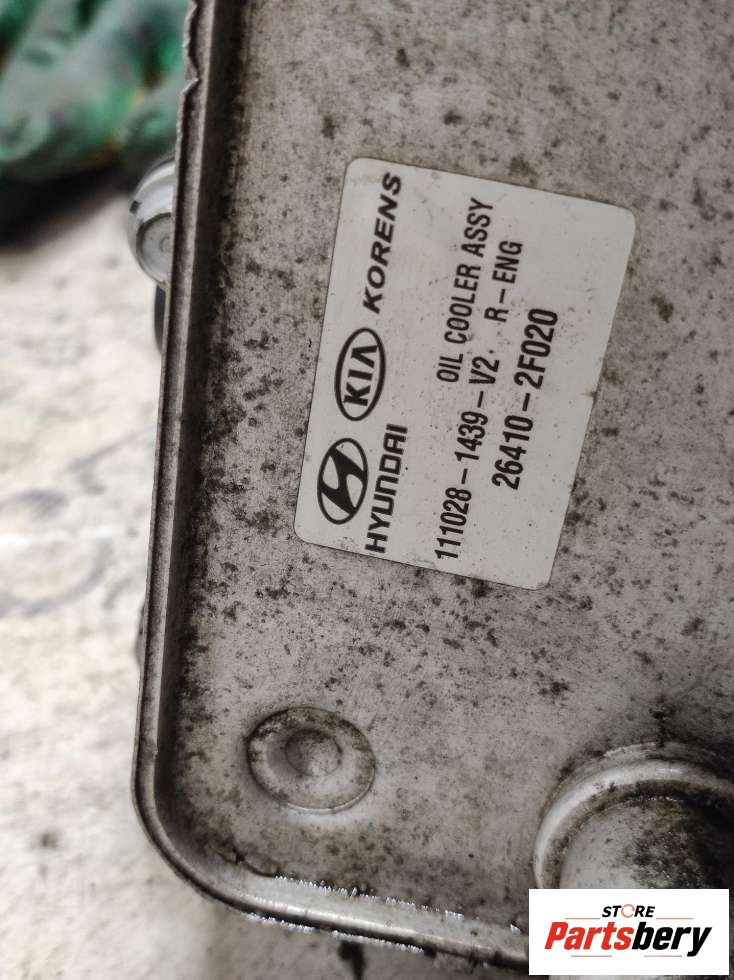 HYUNDAI KIA KORENS
OIL COOLER ASSY
111028-1439-V2. R-ENG
26410-2F020
STORE
Partsbery